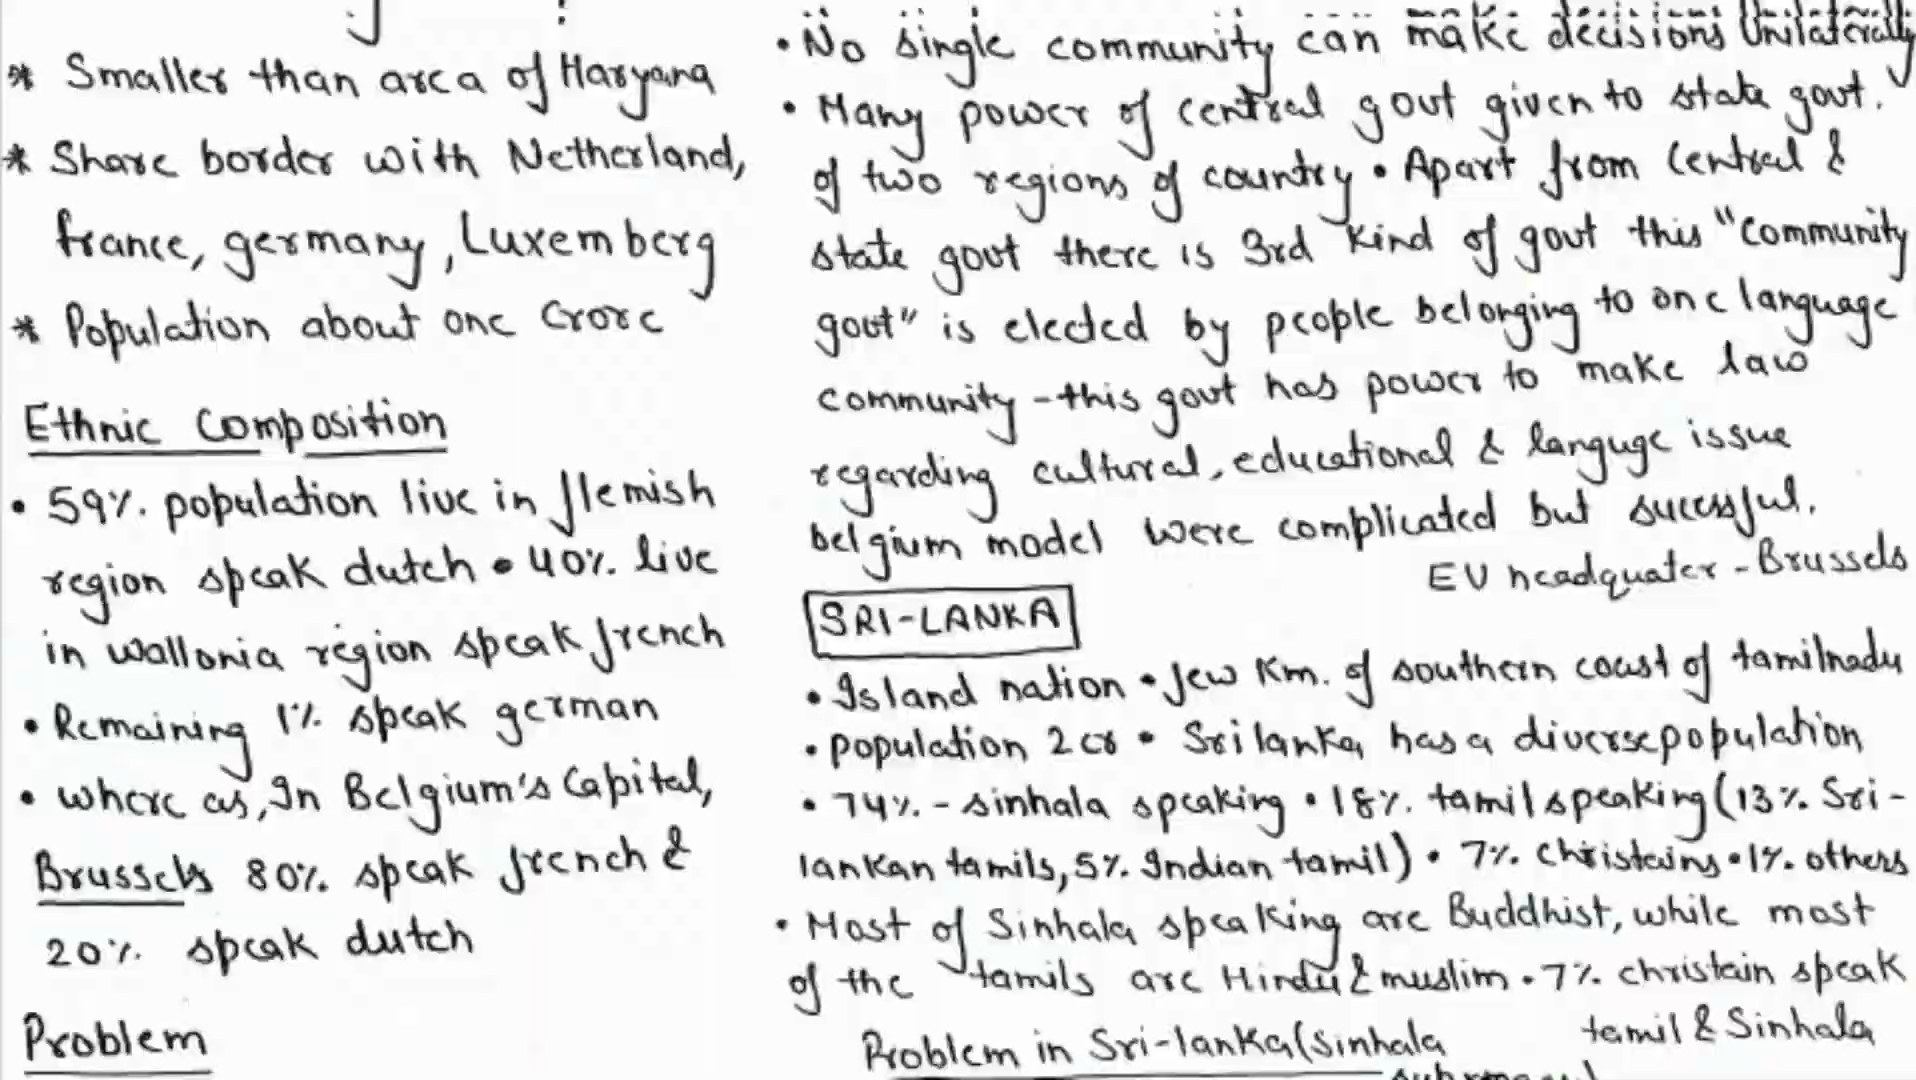 * Smaller than area of Haryana
* Share border with Netherland,
france, germany, Luxemberg
* Population about one Crore
Ethnic Composition
• 59% population live in flemish
region speak dutch • 40% live
in wallonia region speak french
• Remaining 1% speak german
• where as, In Belgium's Capital,
Brussels 80% speak french &
20% speak dutch
Problem
• No single community can make decisions Unilaterally
• Many power of central govt given to state govt.
of two regions of country • Apart from Central &
state govt there is 3rd kind of govt this "Community
govt" is elected by people belonging to one language
community - this govt has power to make law
regarding cultural, educational & languge issue
belgium model were complicated but sucessful.
EU headquater - Brussels
SRI-LANKA
• Island nation • few Km. of southern coast of tamilnadu
• population 2 cr • Srilanka has a diverse population
• 74% - sinhala speaking • 18% tamil speaking (13% Sri-
lankan tamils, 5% Indian tamil) • 7% Christains • 1% others
• Most of Sinhala speaking are Buddhist, while most
of the tamils are Hindu & muslim • 7% christain speak
tamil & Sinhala
Problem in Sri-lanka (Sinhala